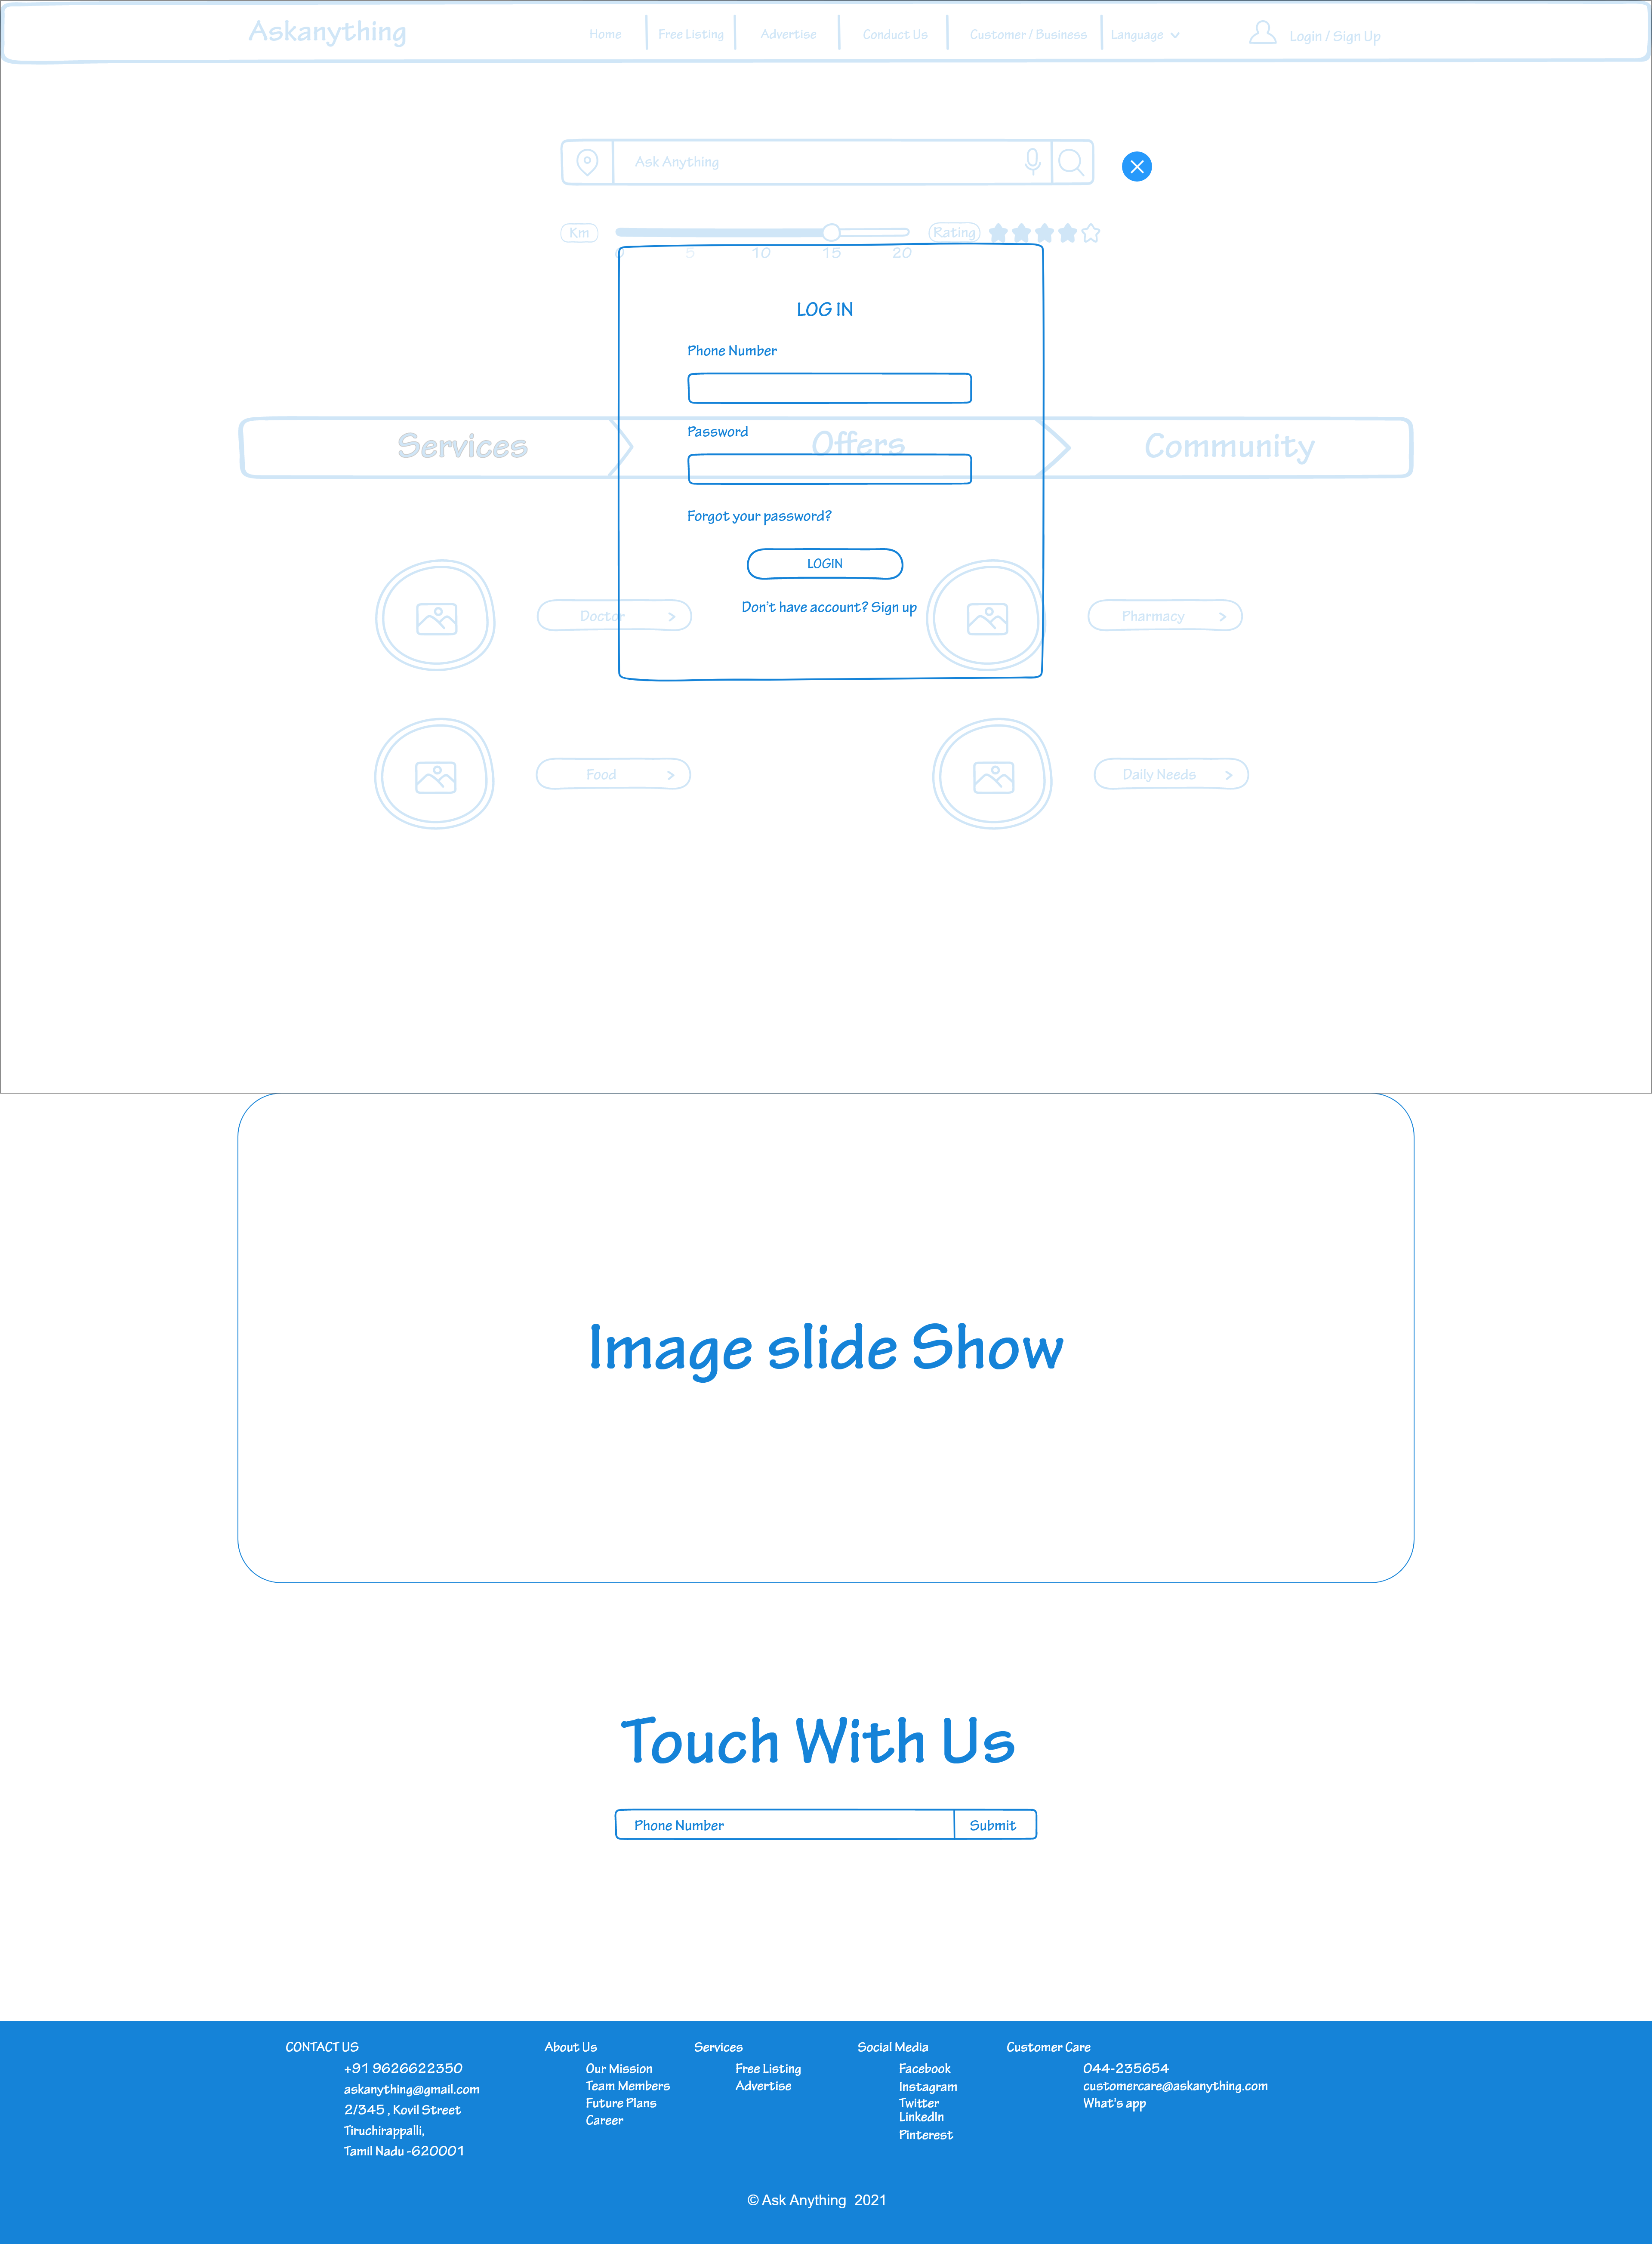 Askanything
Home
Free Listing
Advertise
Conduct Us
Customer / Business
Language
Login / Sign Up
Ask Anything
Km
Rating
0 5 10 15 20
LOG IN
Phone Number
Password
Services
Offers
Community
Forgot your password?
LOGIN
Don't have account? Sign up
Doctor
Pharmacy
Food
Daily Needs
Image slide Show
Touch With Us
Phone Number
Submit
CONTACT US
+91 9626622350
askanything@gmail.com
2/345 , Kovil Street
Tiruchirappalli,
Tamil Nadu -620001
About Us
Our Mission
Team Members
Future Plans
Career
Services
Free Listing
Advertise
Social Media
Facebook
Instagram
Twitter
LinkedIn
Pinterest
Customer Care
044-235654
customercare@askanything.com
What's app
© Ask Anything 2021